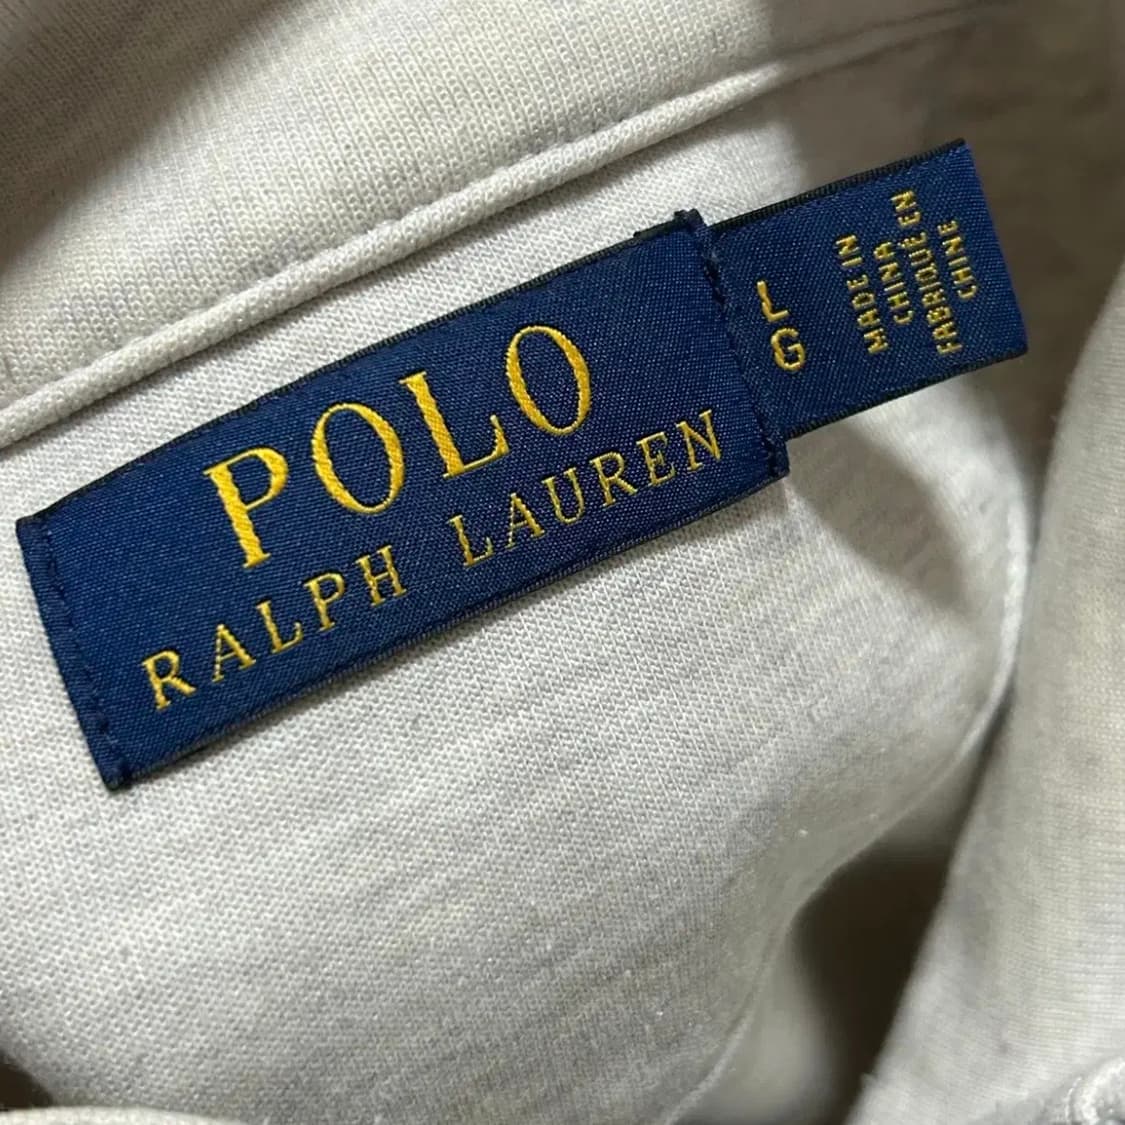 POLO
RALPH LAUREN
L
G
MADE IN
CHINA
FABRIQUÉ EN
CHINE